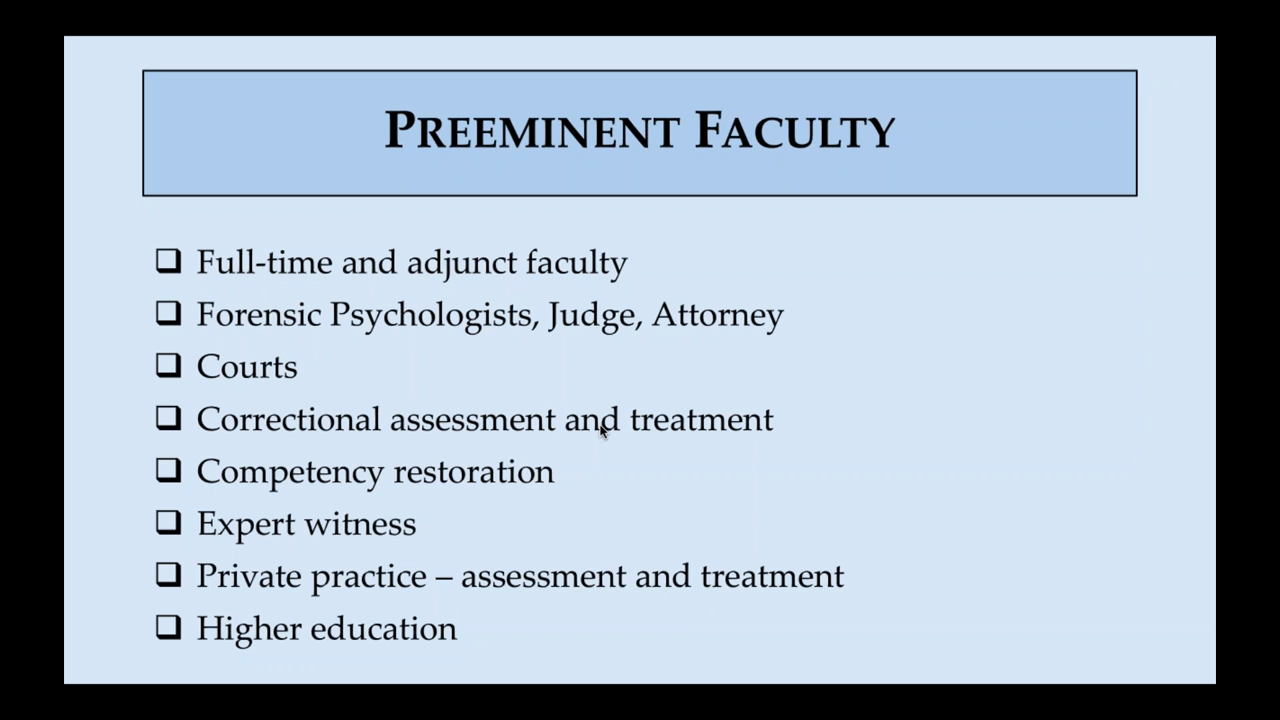 PREEMINENT FACULTY
Full-time and adjunct faculty
Forensic Psychologists, Judge, Attorney
Courts
Correctional assessment and treatment
Competency restoration
Expert witness
Private practice – assessment and treatment
Higher education